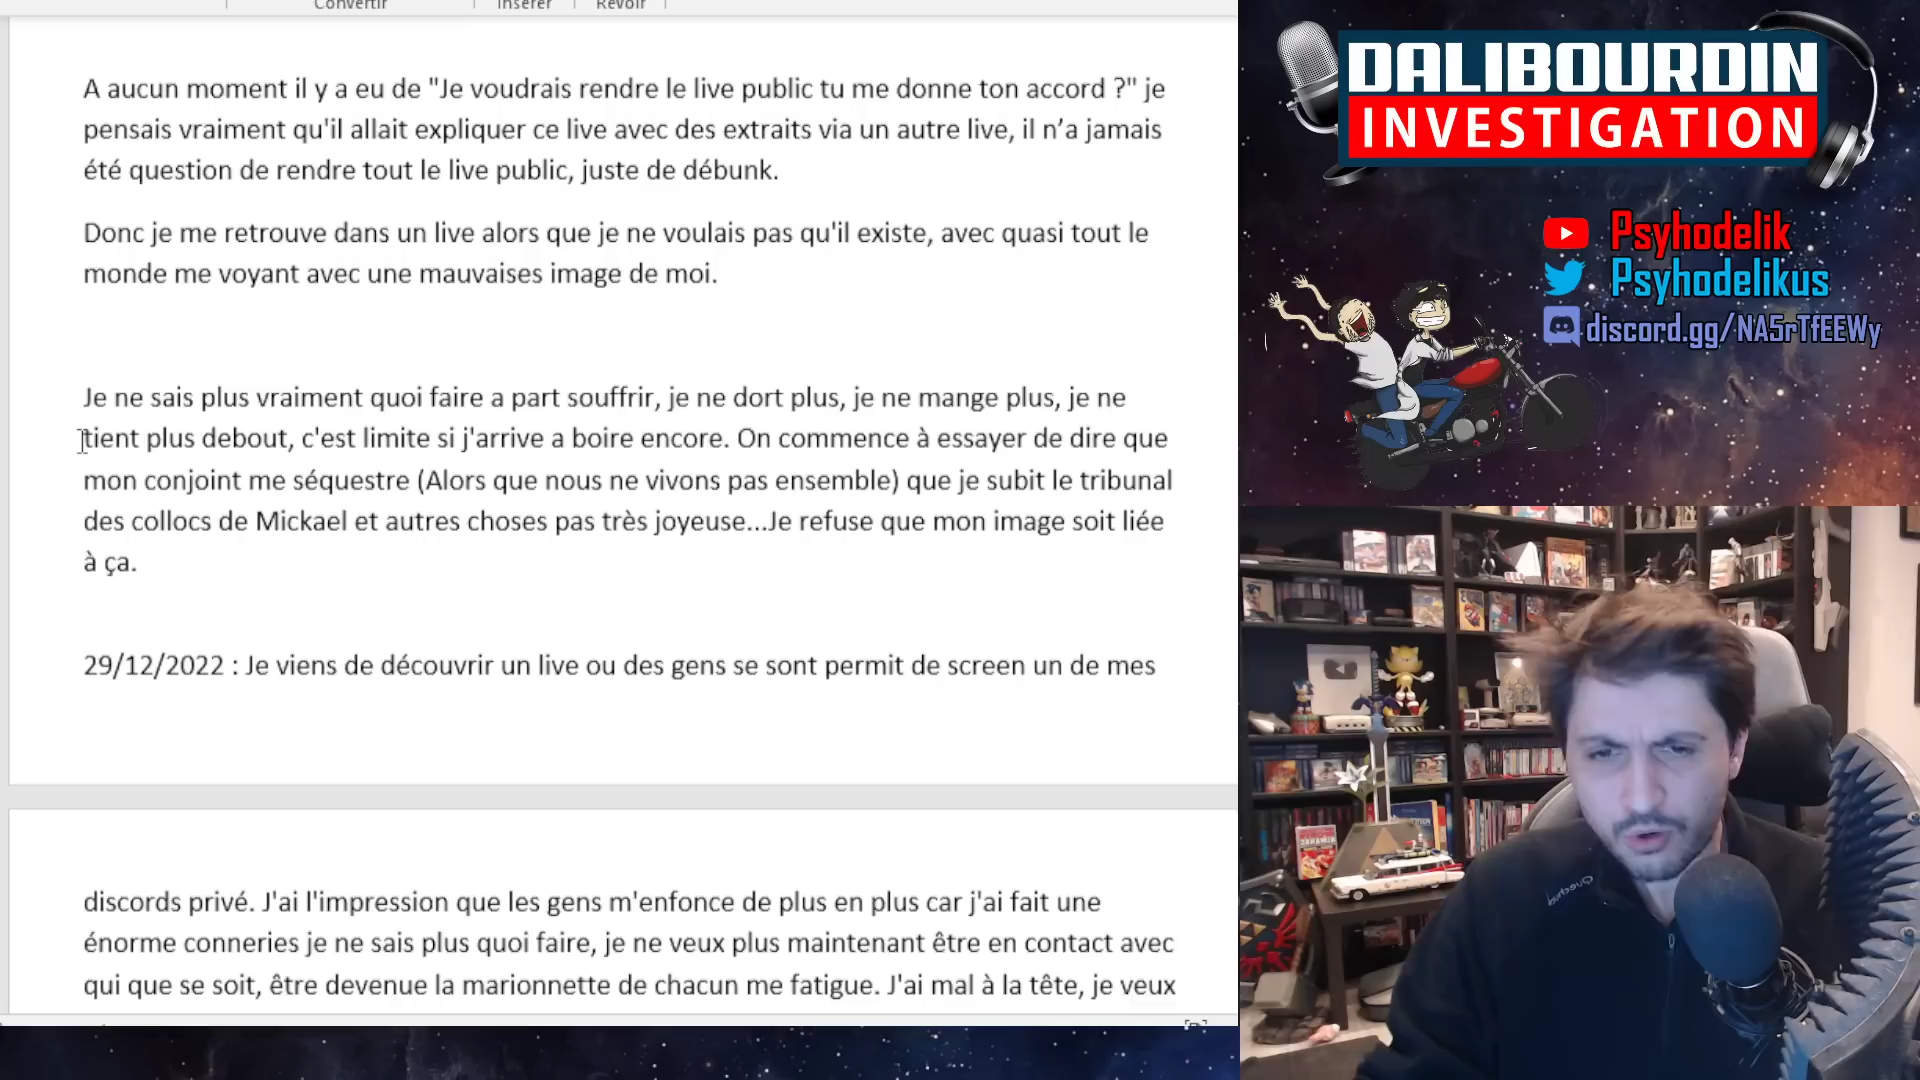 Convertir
Insérer
Revoir
A aucun moment il y a eu de "Je voudrais rendre le live public tu me donne ton accord ?" je
pensais vraiment qu'il allait expliquer ce live avec des extraits via un autre live, il n’a jamais
été question de rendre tout le live public, juste de débunk.
Donc je me retrouve dans un live alors que je ne voulais pas qu'il existe, avec quasi tout le
monde me voyant avec une mauvaises image de moi.
Je ne sais plus vraiment quoi faire a part souffrir, je ne dort plus, je ne mange plus, je ne
tient plus debout, c'est limite si j'arrive a boire encore. On commence à essayer de dire que
mon conjoint me séquestre (Alors que nous ne vivons pas ensemble) que je subit le tribunal
des collocs de Mickael et autres choses pas très joyeuse...Je refuse que mon image soit liée
à ça.
29/12/2022 : Je viens de découvrir un live ou des gens se sont permit de screen un de mes
discords privé. J'ai l'impression que les gens m'enfonce de plus en plus car j'ai fait une
énorme conneries je ne sais plus quoi faire, je ne veux plus maintenant être en contact avec
qui que se soit, être devenue la marionnette de chacun me fatigue. J'ai mal à la tête, je veux
DALIBOURDIN
INVESTIGATION
Psyhodelik
Psyhodelikus
discord.gg/NA5rTfEEWy
Quechua